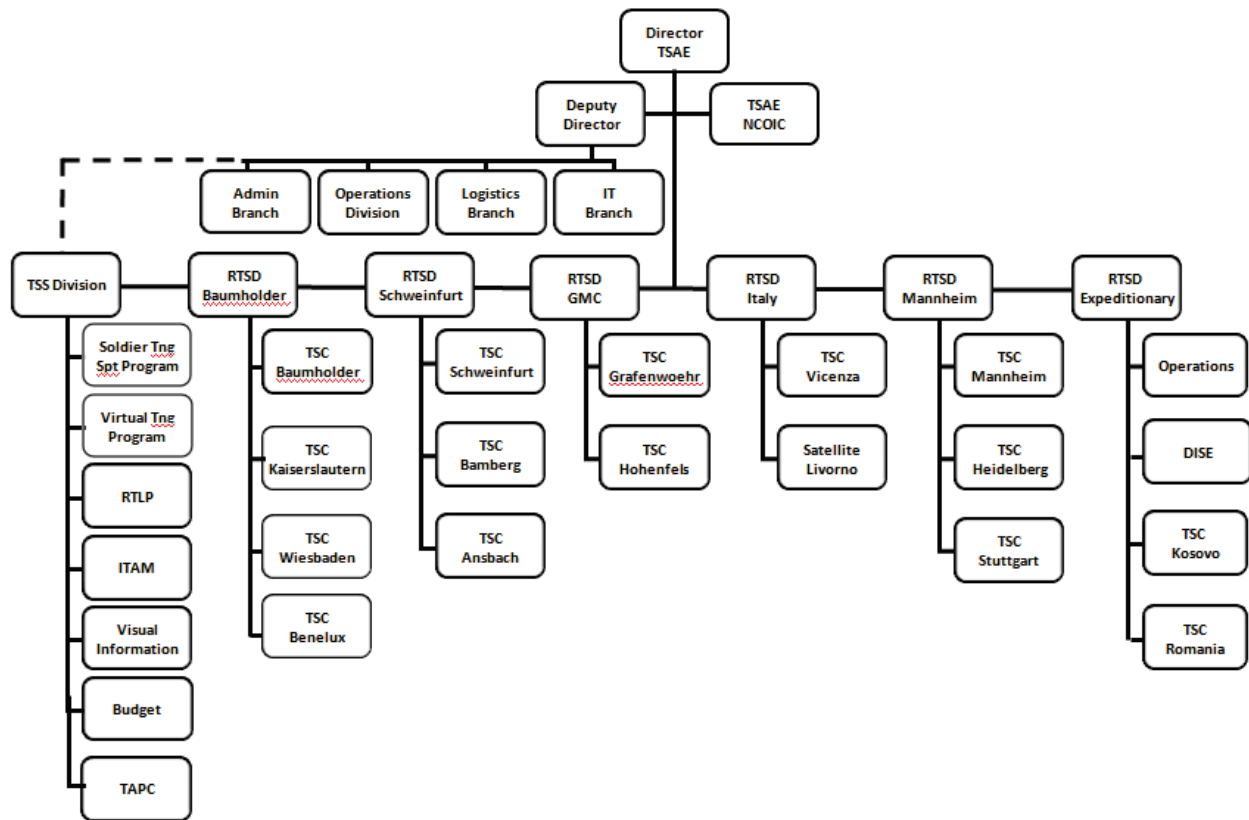 Director
TSAE
Deputy
Director
TSAE
NCOIC
Admin
Branch
Operations
Division
Logistics
Branch
IT
Branch
TSS Division
RTSD
Baumholder
RTSD
Schweinfurt
RTSD
GMC
RTSD
Italy
RTSD
Mannheim
RTSD
Expeditionary
Soldier Tng
Spt Program
Virtual Tng
Program
RTLP
ITAM
Visual
Information
Budget
TAPC
TSC
Baumholder
TSC
Kaiserslautern
TSC
Wiesbaden
TSC
Benelux
TSC
Schweinfurt
TSC
Bamberg
TSC
Ansbach
TSC
Grafenwoehr
TSC
Hohenfels
TSC
Vicenza
Satellite
Livorno
TSC
Mannheim
TSC
Heidelberg
TSC
Stuttgart
Operations
DISE
TSC
Kosovo
TSC
Romania